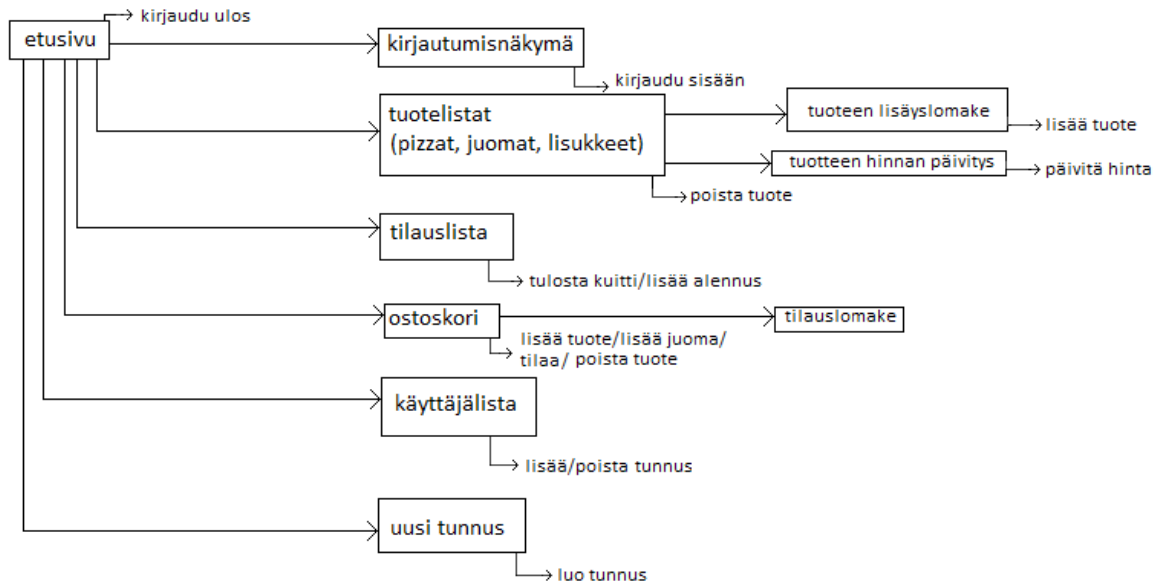 kirjaudu ulos
etusivu
kirjautumisnäkymä
kirjaudu sisään
tuotelistat
(pizzat, juomat, lisukkeet)
tuoteen lisäyslomake
lisää tuote
tuotteen hinnan päivitys
päivitä hinta
poista tuote
tilauslista
tulosta kuitti/lisää alennus
ostoskori
tilauslomake
lisää tuote/lisää juoma/
tilaa/ poista tuote
käyttäjälista
lisää/poista tunnus
uusi tunnus
luo tunnus